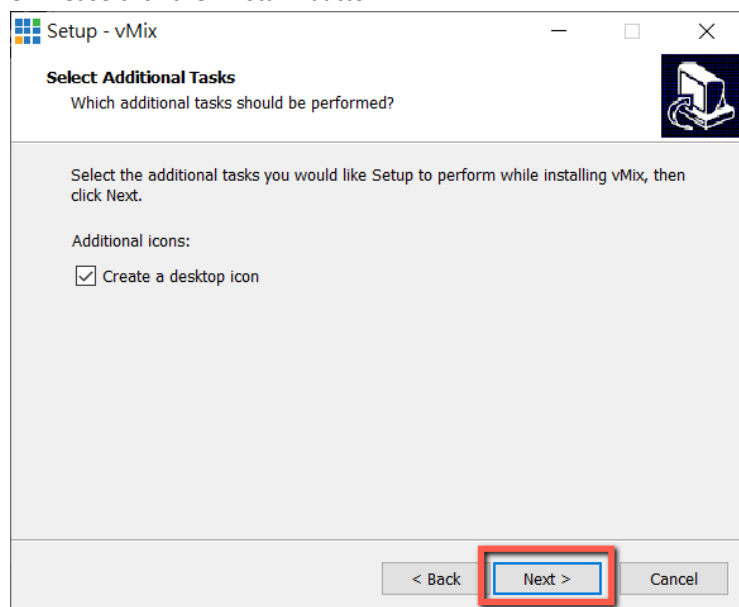 Setup - vMix
Select Additional Tasks
Which additional tasks should be performed?
Select the additional tasks you would like Setup to perform while installing vMix, then
click Next.
Additional icons:
Create a desktop icon
< Back
Next >
Cancel